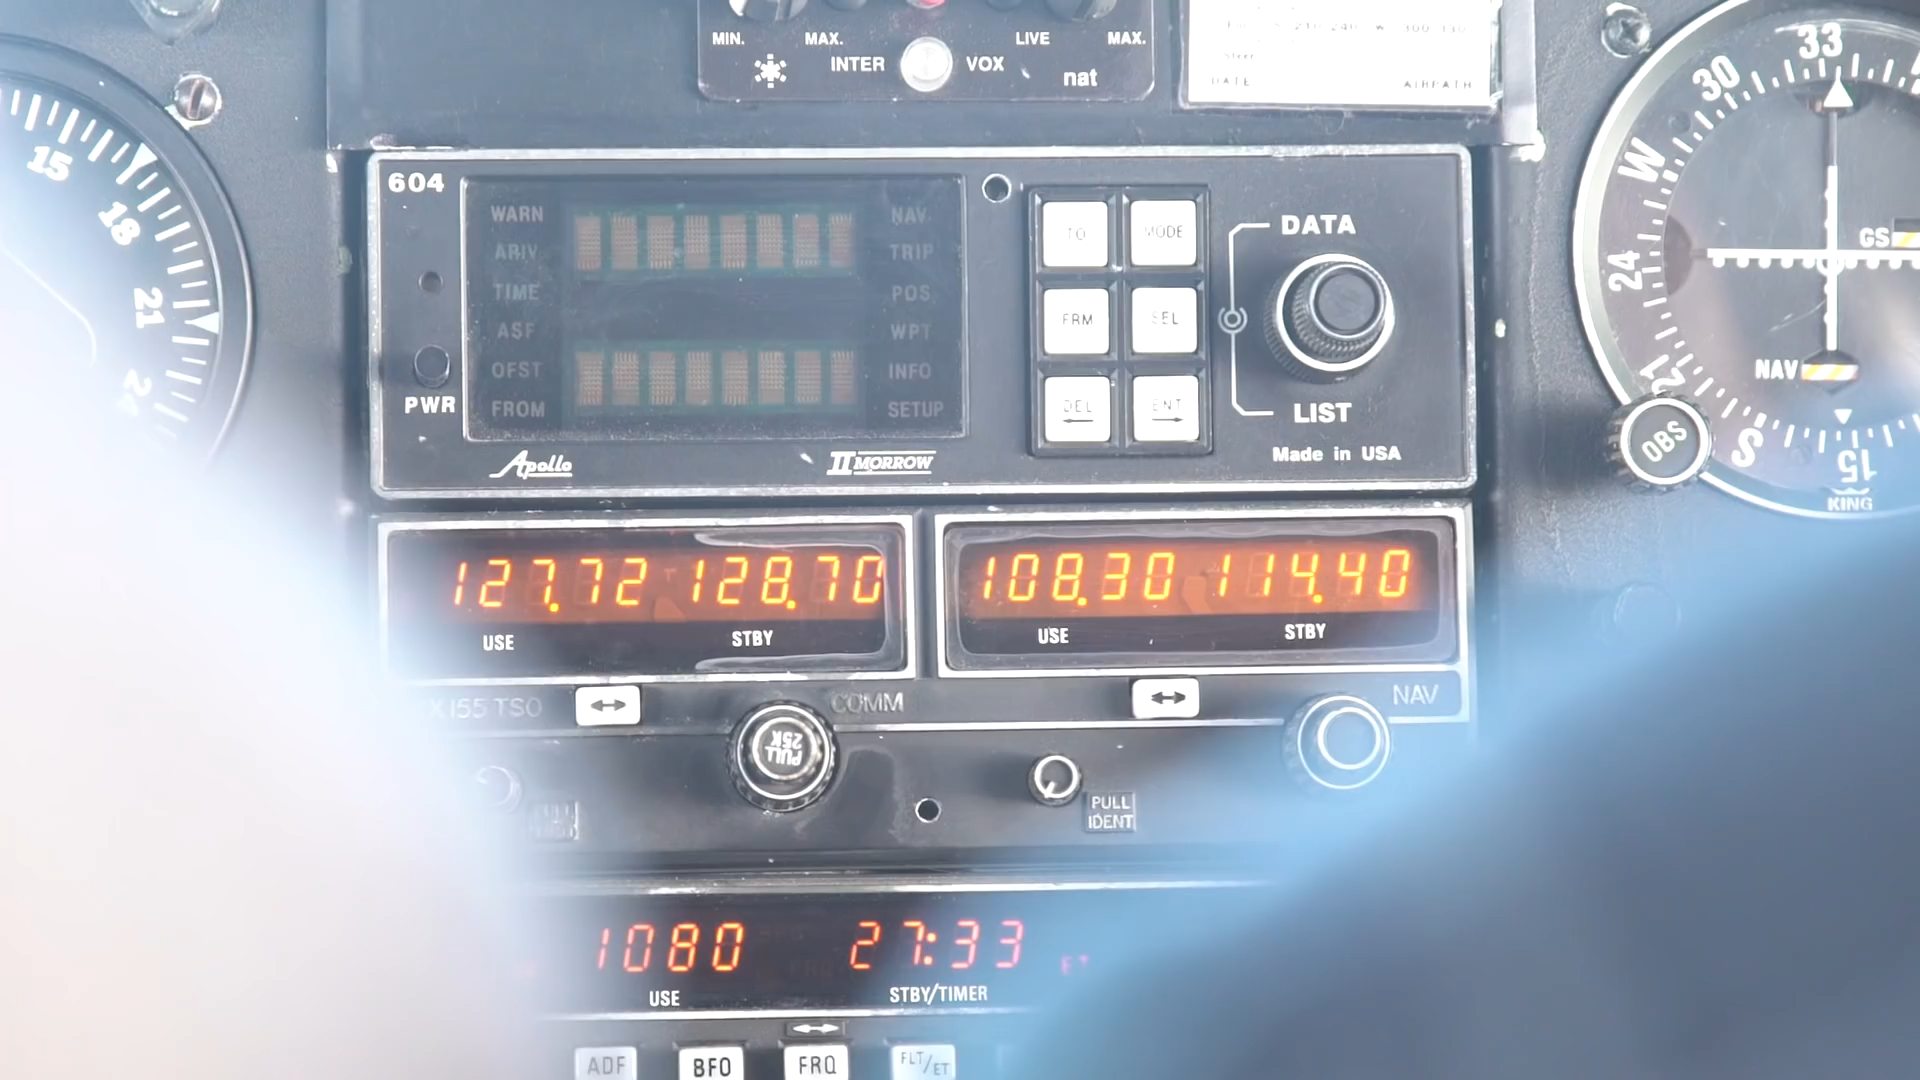 MIN. MAX. LIVE MAX.
INTER VOX
nat
DATE AIRPATH
15
18
21
24
604
WARN
ARIV
TIME
ASF
OFST
FROM
NAV
TRIP
POS
WPT
INFO
SETUP
PWR
Apollo
II MORROW
TO MODE
FRM SEL
DEL ENT
DATA
LIST
Made in USA
33
30
W
24
21
S
15
GS
NAV
OBS
KING
127.72 128.70
USE STBY
108.30 114.40
USE STBY
X155 TSO
COMM
NAV
PULL
25K
PULL
IDENT
1080 27:33
ET
USE STBY/TIMER
ADF BFO FRQ FLT/ET